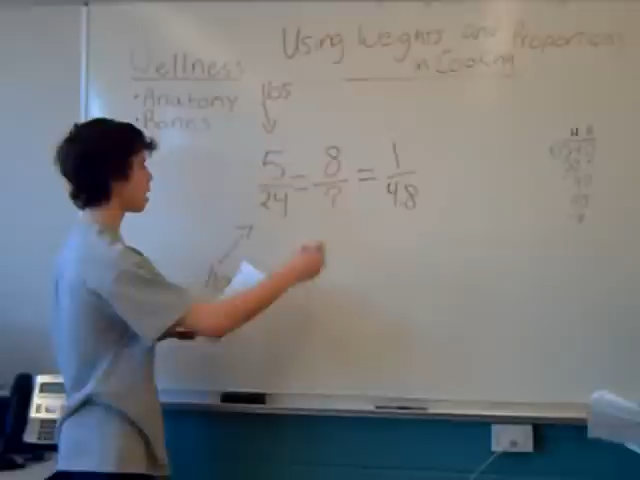 Using Weights and Proportions
in Cooking
Wellness
• Anatomy
• Bones
lbs
5/24 = 8/? = 1/4.8